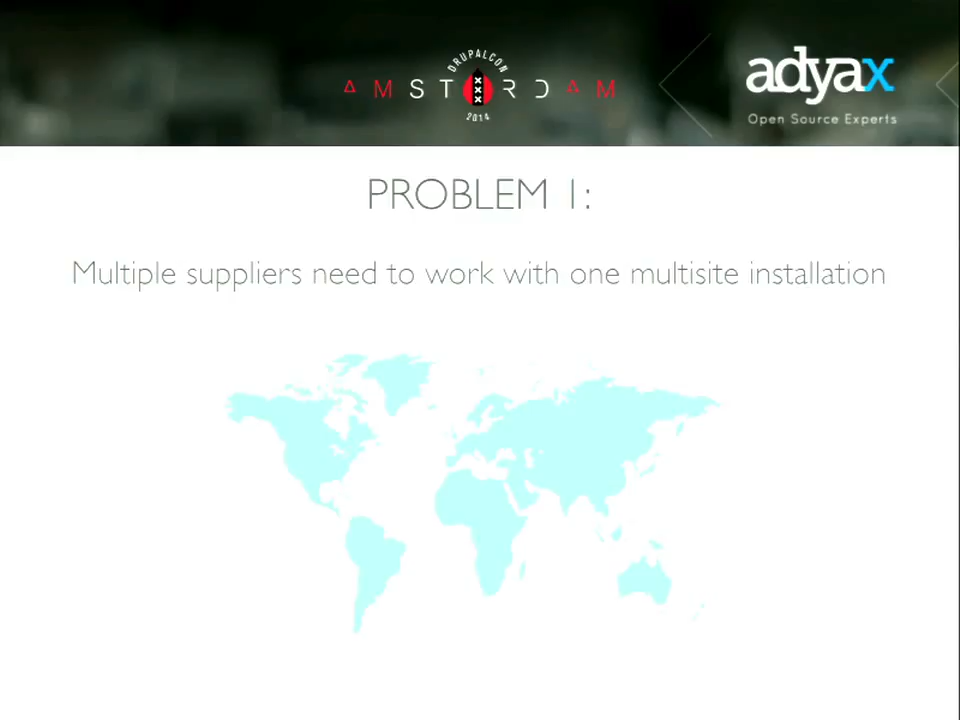 DRUPALCON
AMSTERDAM
2014
adyax
Open Source Experts
PROBLEM 1:
Multiple suppliers need to work with one multisite installation